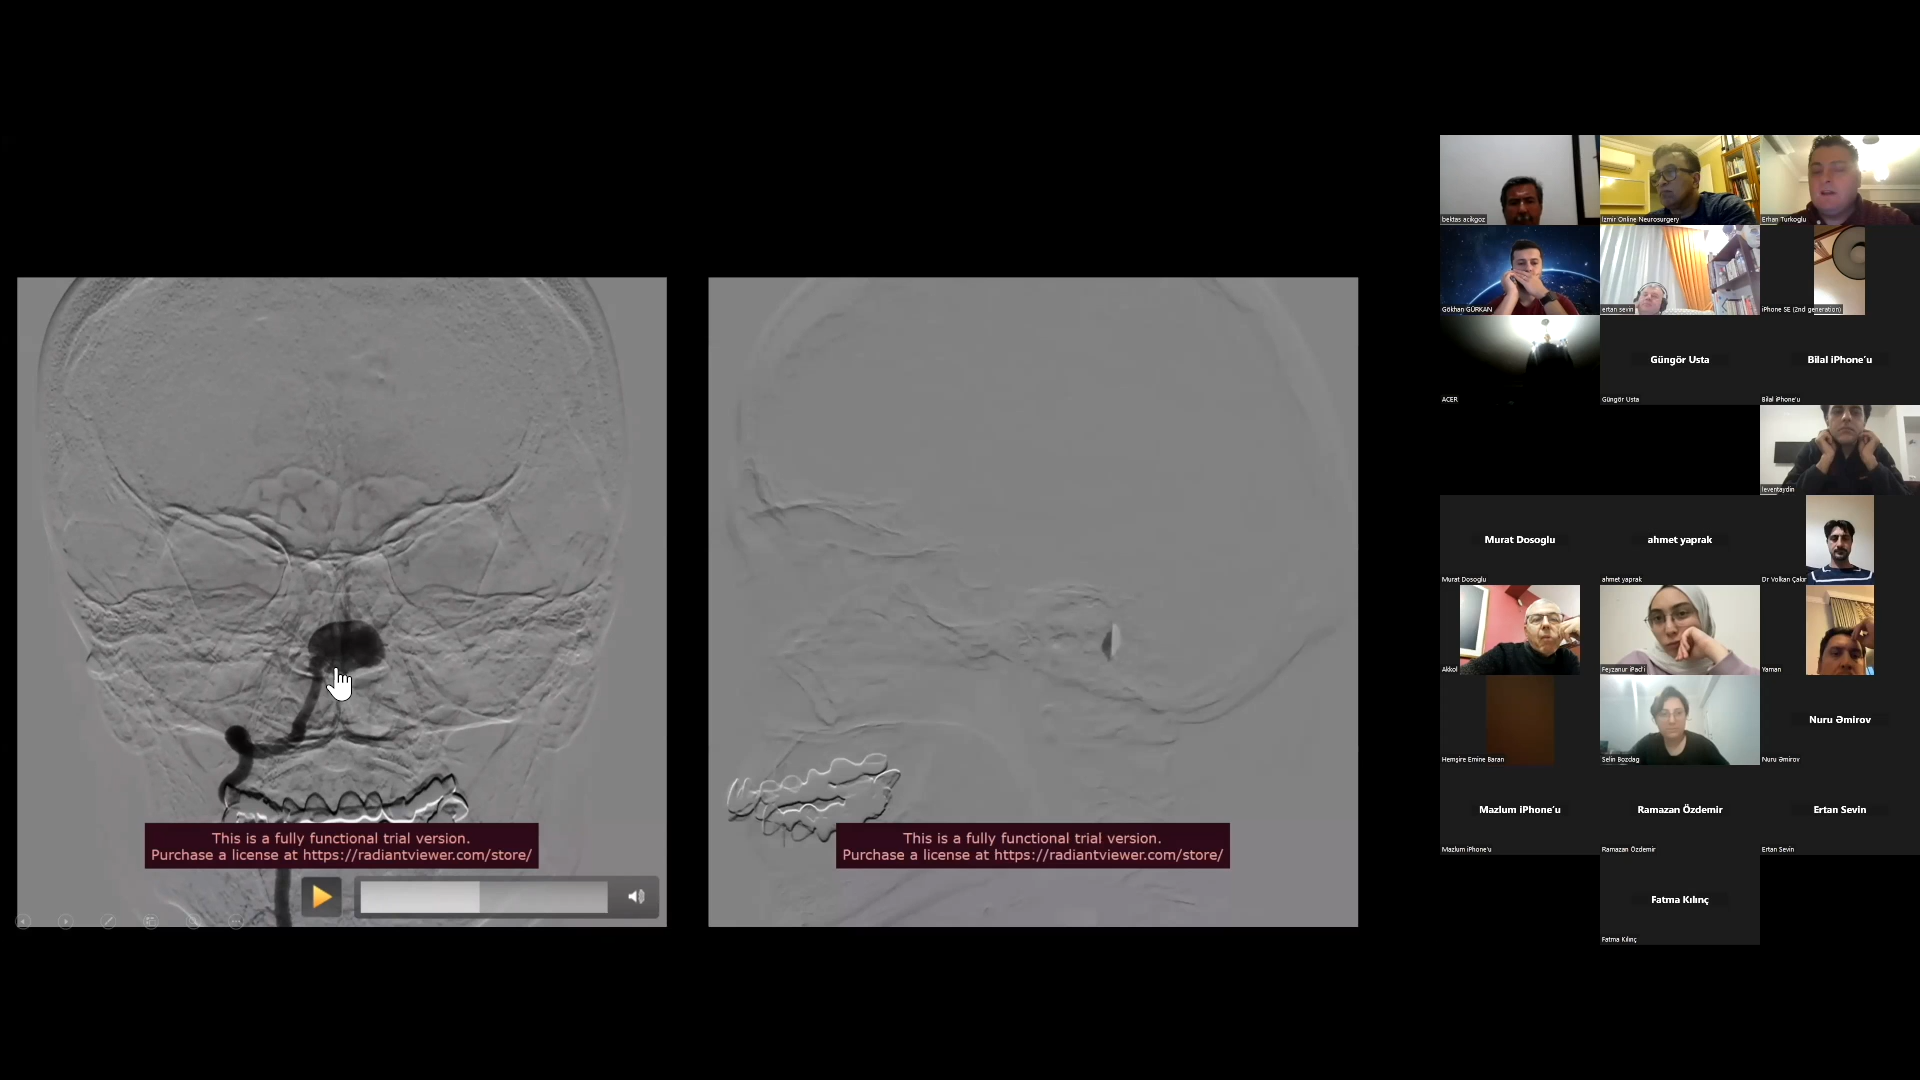 This is a fully functional trial version.
Purchase a license at https://radiantviewer.com/store/
This is a fully functional trial version.
Purchase a license at https://radiantviewer.com/store/
bektas acikgoz
Izmir Online Neurosurgery
Erhan Turkoglu
Gökhan GÜRKAN
ertan sevin
iPhone SE (2nd generation)
Güngör Usta
Bilal iPhone'u
ACER
Güngör Usta
Bilal iPhone'u
leventaydin
Murat Dosoglu
ahmet yaprak
Murat Dosoglu
ahmet yaprak
Dr Volkan Çakır
Akkol
Feyzanur iPad'i
Yaman
Nuru Əmirov
Hemşire Emine Baran
Selin Bozdag
Nuru Əmirov
Mazlum iPhone'u
Ramazan Özdemir
Ertan Sevin
Mazlum iPhone'u
Ramazan Özdemir
Ertan Sevin
Fatma Kılınç
Fatma Kılınç